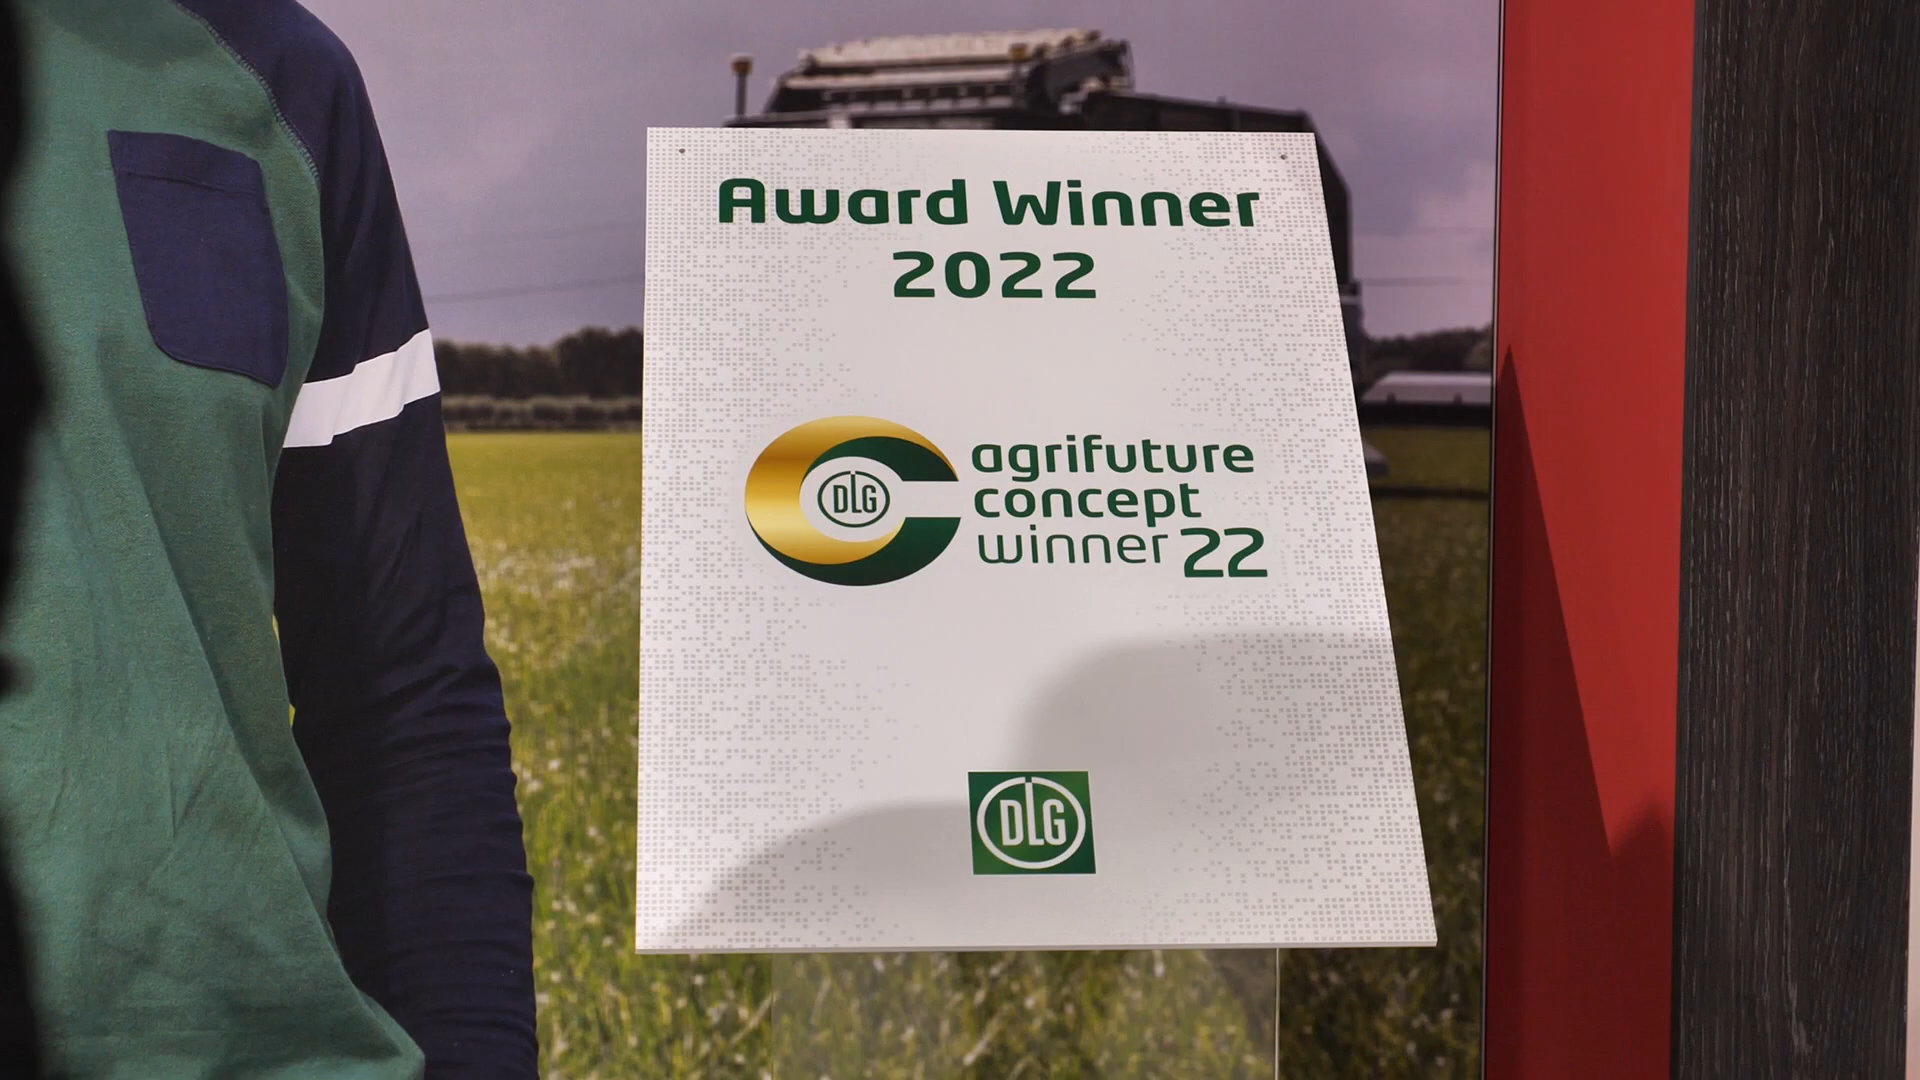 Award Winner
2022
DLG
agrifuture
concept
winner 22
DLG